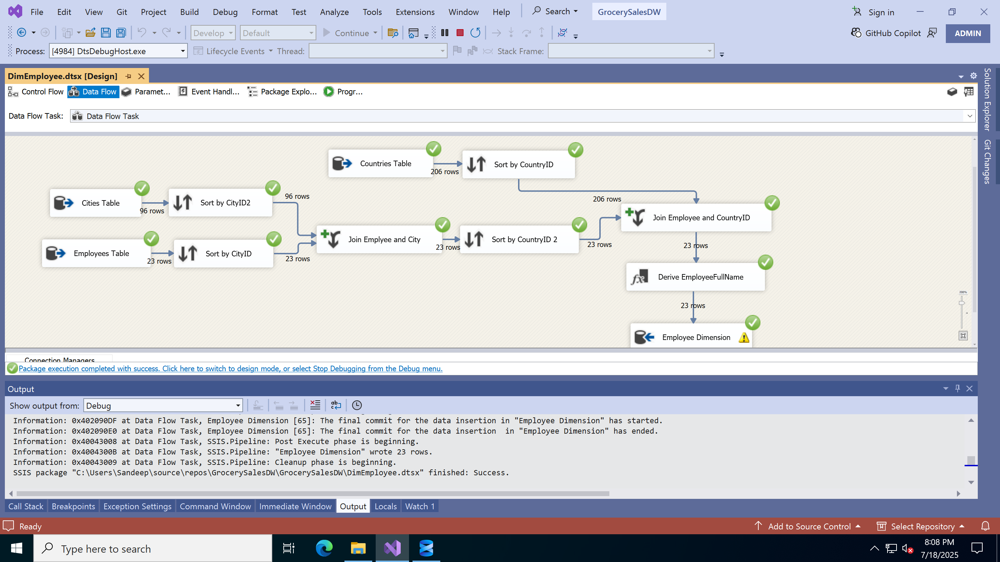 File Edit View Git Project Build Debug Format Test Analyze Tools Extensions Window Help Search GrocerySalesDW Sign in
Develop Default Continue GitHub Copilot ADMIN
Process: [4984] DtsDebugHost.exe Lifecycle Events Thread: Stack Frame:
DimEmployee.dtsx [Design]
Control Flow Data Flow Paramet... Event Handl... Package Explo... Progr...
Data Flow Task: Data Flow Task
Solution Explorer
Git Changes
Countries Table
206 rows
Sort by CountryID
Cities Table
96 rows
Sort by CityID2
96 rows
206 rows
Join Employee and CountryID
Employees Table
23 rows
Sort by CityID
23 rows
Join Emplyee and City
23 rows
Sort by CountryID 2
23 rows
23 rows
Derive EmployeeFullName
23 rows
200%
Employee Dimension
Connection Managers
Package execution completed with success. Click here to switch to design mode, or select Stop Debugging from the Debug menu.
Output
Show output from: Debug
Information: 0x402090DF at Data Flow Task, Employee Dimension [65]: The final commit for the data insertion in "Employee Dimension" has started.
Information: 0x402090E0 at Data Flow Task, Employee Dimension [65]: The final commit for the data insertion  in "Employee Dimension" has ended.
Information: 0x40043008 at Data Flow Task, SSIS.Pipeline: Post Execute phase is beginning.
Information: 0x4004300B at Data Flow Task, SSIS.Pipeline: "Employee Dimension" wrote 23 rows.
Information: 0x40043009 at Data Flow Task, SSIS.Pipeline: Cleanup phase is beginning.
SSIS package "C:\Users\Sandeep\source\repos\GrocerySalesDW\GrocerySalesDW\DimEmployee.dtsx" finished: Success.
Call Stack Breakpoints Exception Settings Command Window Immediate Window Output Locals Watch 1
Ready Add to Source Control Select Repository
Type here to search
8:08 PM
7/18/2025